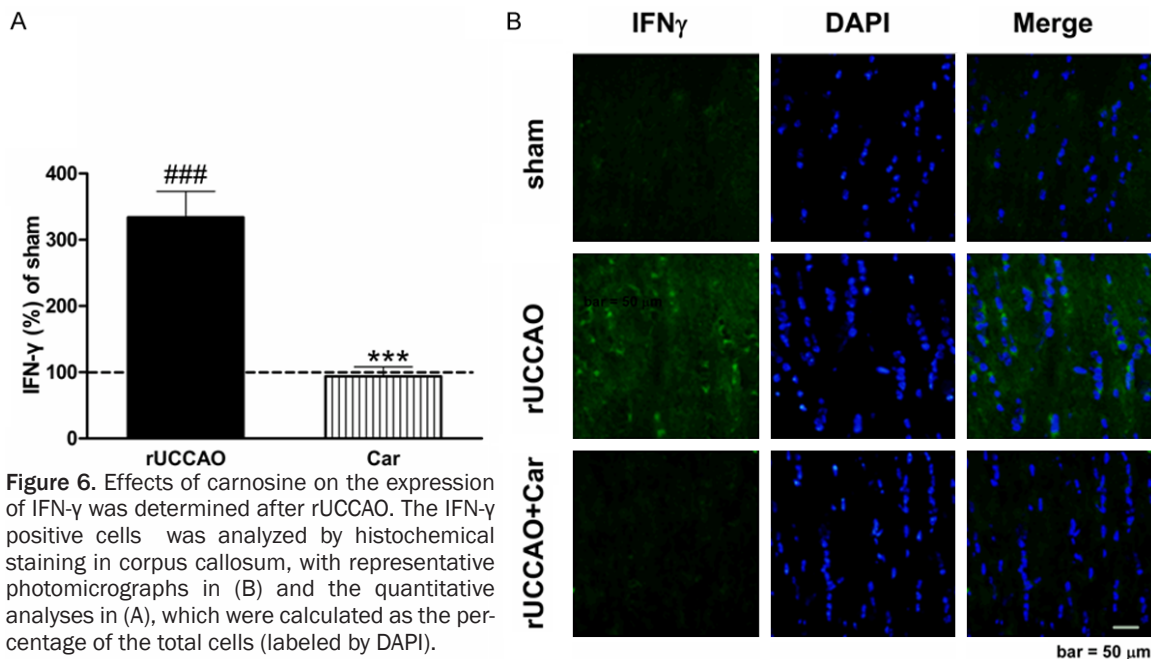 A
IFN-γ (%) of sham
400
300
200
100
0
###
***
rUCCAO
Car
Figure 6. Effects of carnosine on the expression
of IFN-γ was determined after rUCCAO. The IFN-γ
positive cells was analyzed by histochemical
staining in corpus callosum, with representative
photomicrographs in (B) and the quantitative
analyses in (A), which were calculated as the per-
centage of the total cells (labeled by DAPI).
B
IFNγ
DAPI
Merge
sham
rUCCAO
bar = 50 µm
rUCCAO+Car
bar = 50 µm